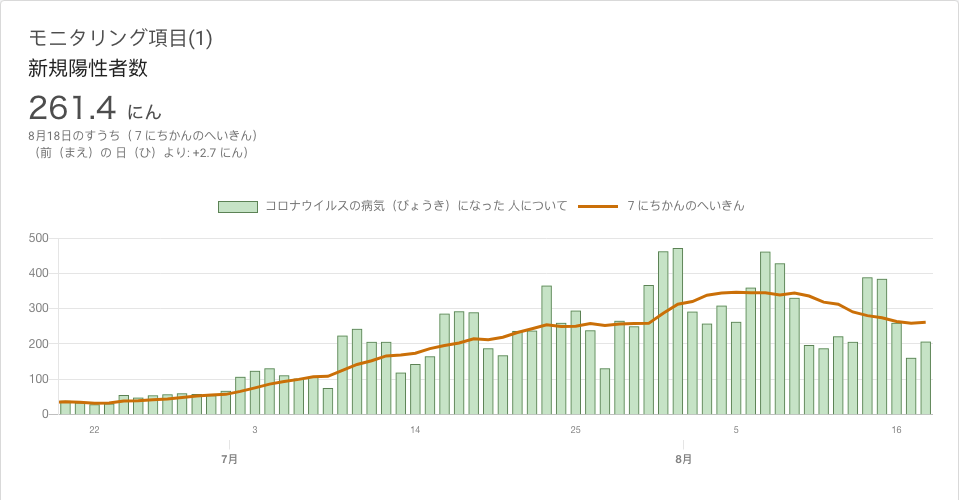 モニタリング項目(1)
新規陽性者数
261.4 にん
8月18日のすうち（７にちかんのへいきん）
（前（まえ）の 日（ひ）より: +2.7 にん）
コロナウイルスの病気（びょうき）になった 人について ７にちかんのへいきん
500
400
300
200
100
0
22 3 14 25 5 16
7月 8月